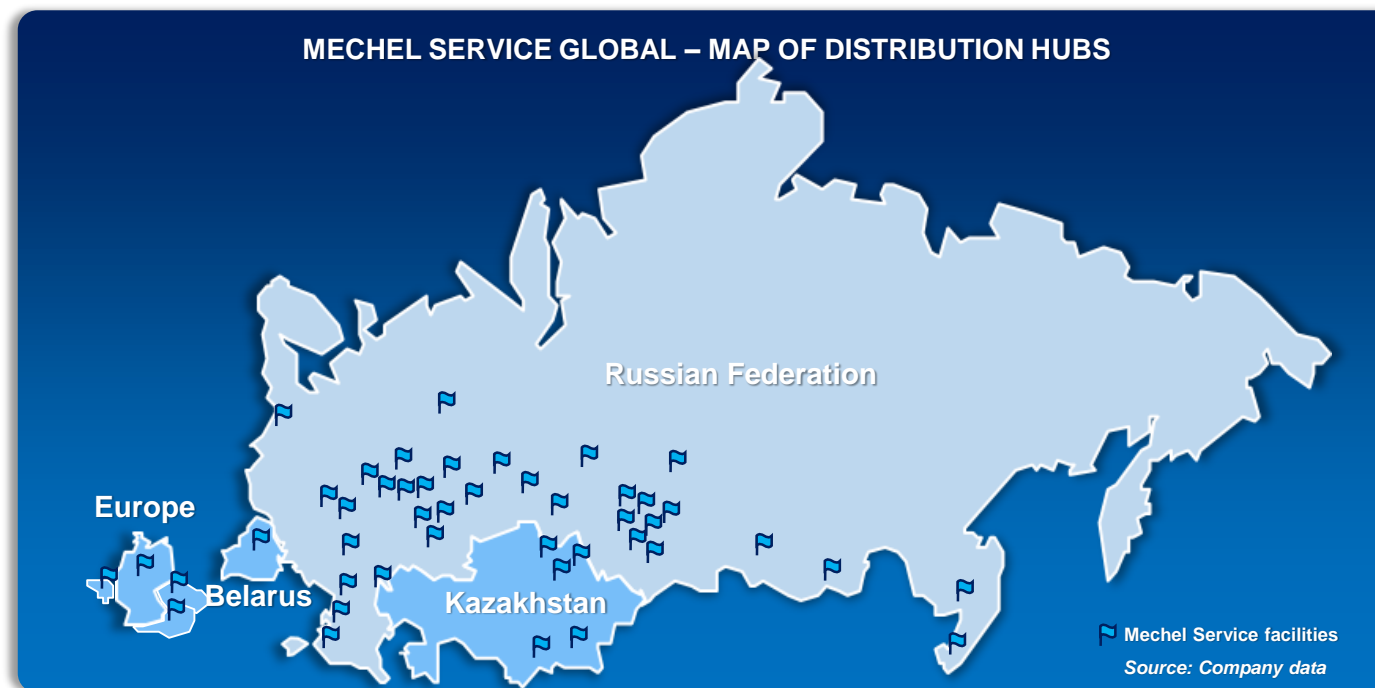 MECHEL SERVICE GLOBAL – MAP OF DISTRIBUTION HUBS
Russian Federation
Europe
Belarus
Kazakhstan
Mechel Service facilities
Source: Company data